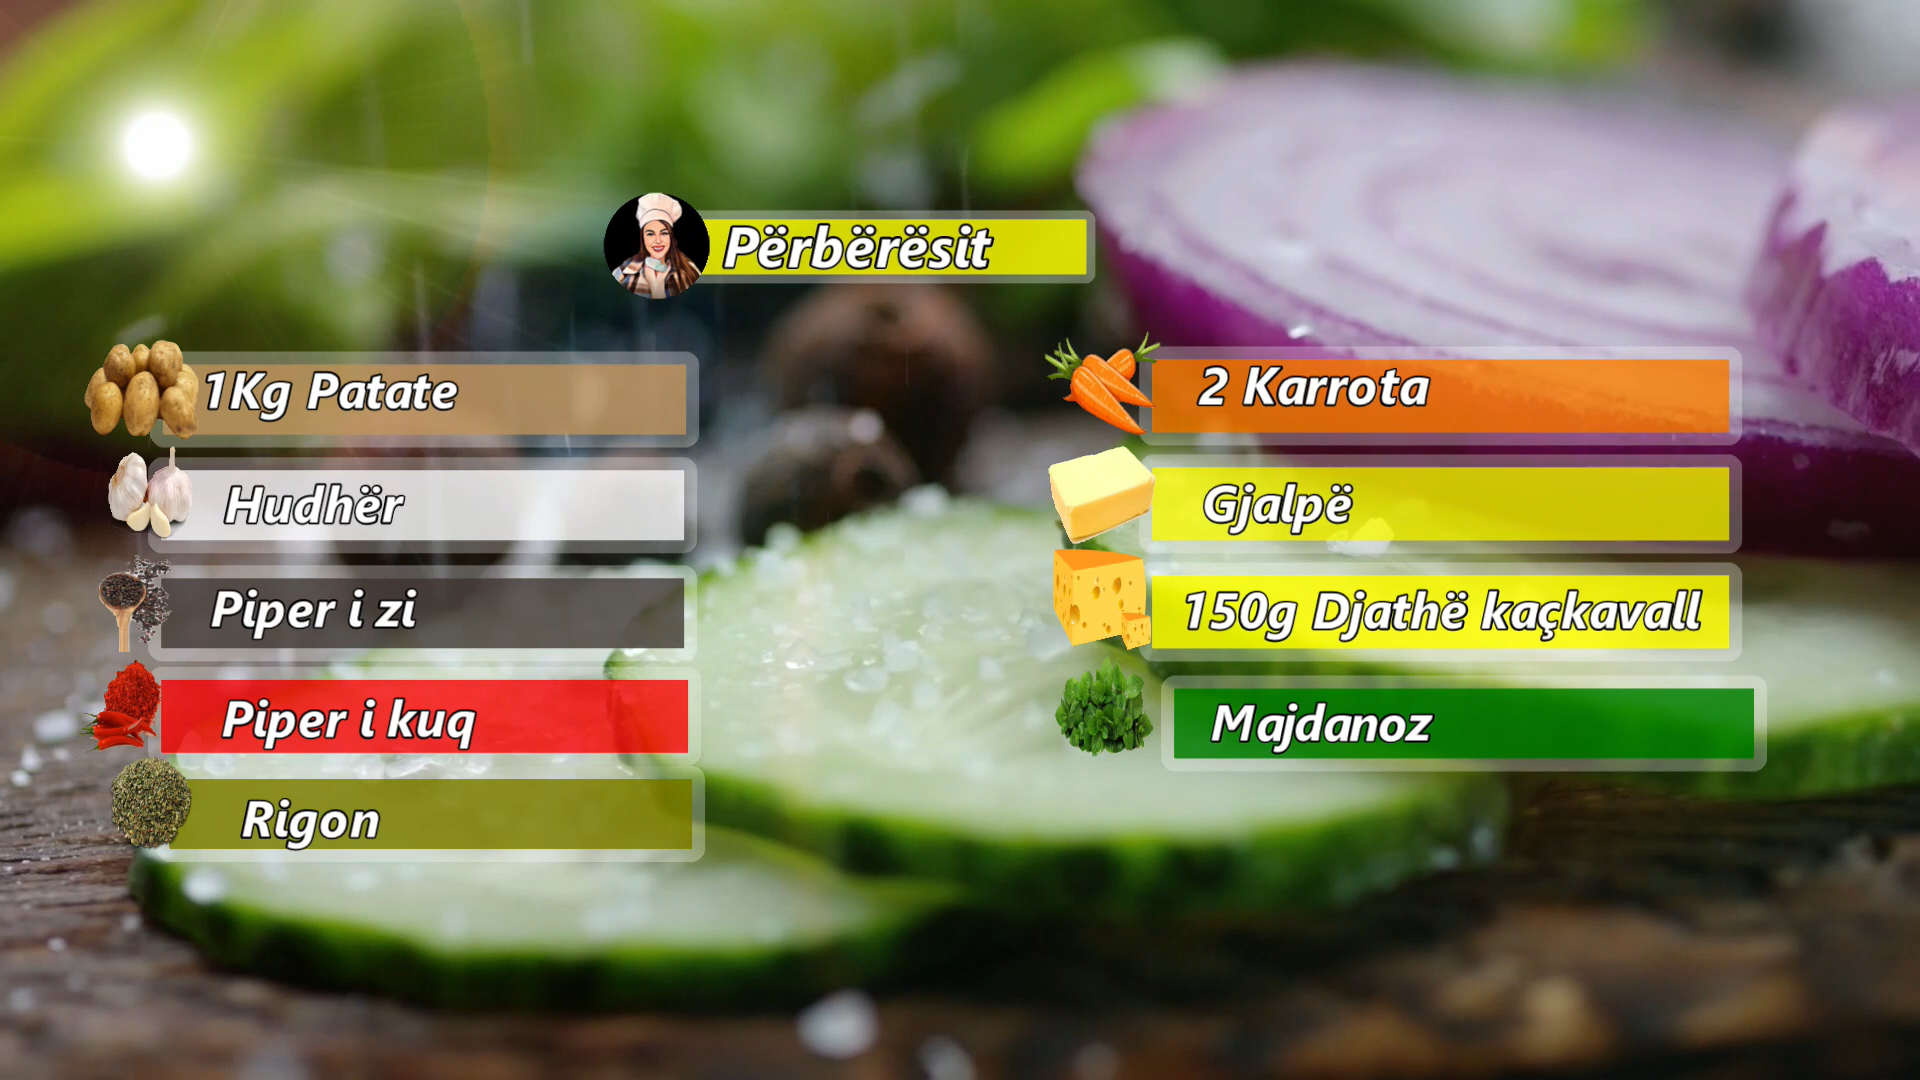 Përbërësit
1Kg Patate
Hudhër
Piper i zi
Piper i kuq
Rigon
2 Karrota
Gjalpë
150g Djathë kaçkavall
Majdanoz